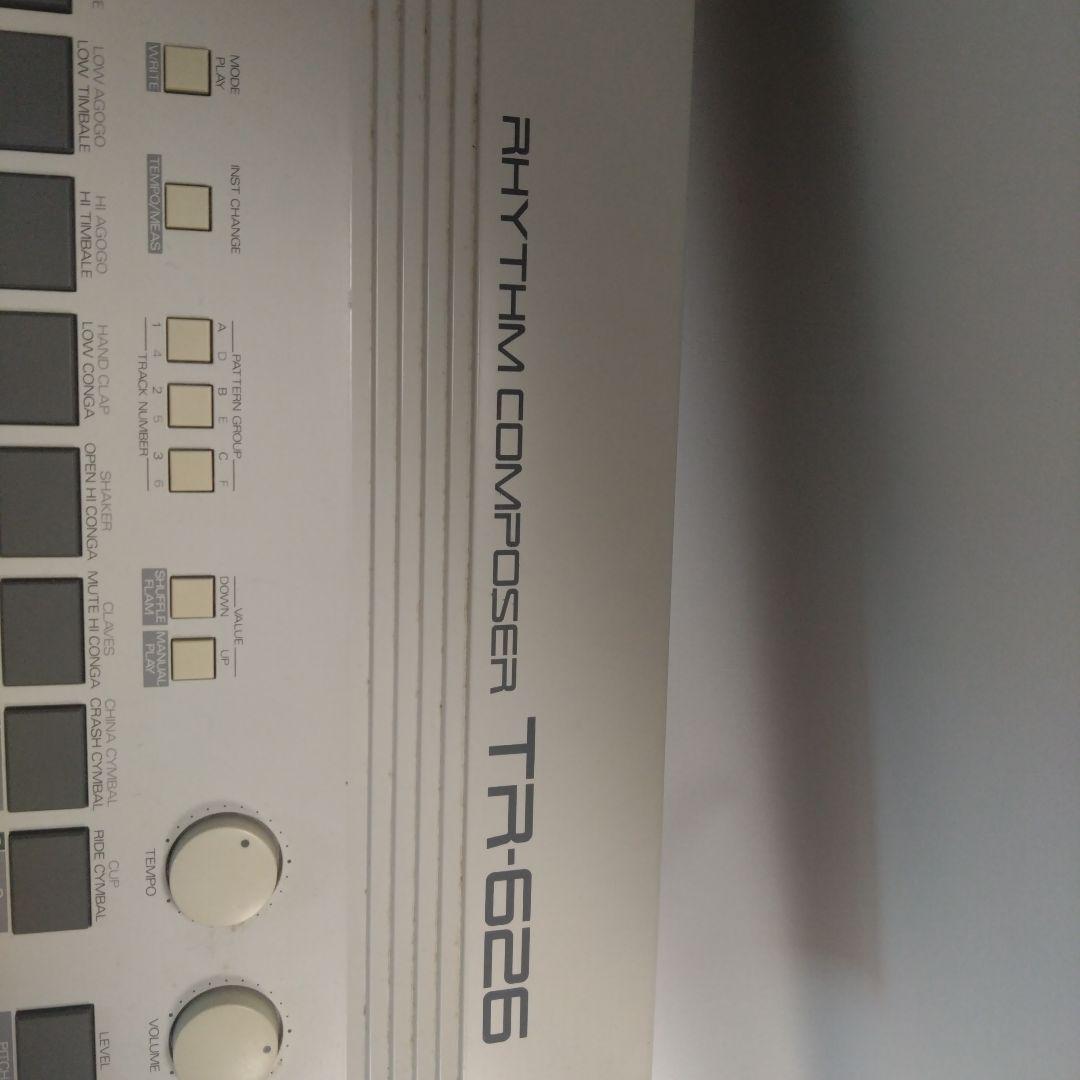 RHYTHM COMPOSER TR-626
MODE
PLAY
WRITE
INST CHANGE
TEMPO/MEAS
PATTERN GROUP
A D B E C F
1 4 2 5 3 6
TRACK NUMBER
VALUE
DOWN UP
SHUFFLE
FLAM
MANUAL
PLAY
TEMPO
VOLUME
LOW AGOGO
LOW TIMBALE
HI AGOGO
HI TIMBALE
HAND CLAP
LOW CONGA
SHAKER
OPEN HI CONGA
CLAVES
MUTE HI CONGA
CHINA CYMBAL
CRASH CYMBAL
CUP
RIDE CYMBAL
LEVEL
PITCH